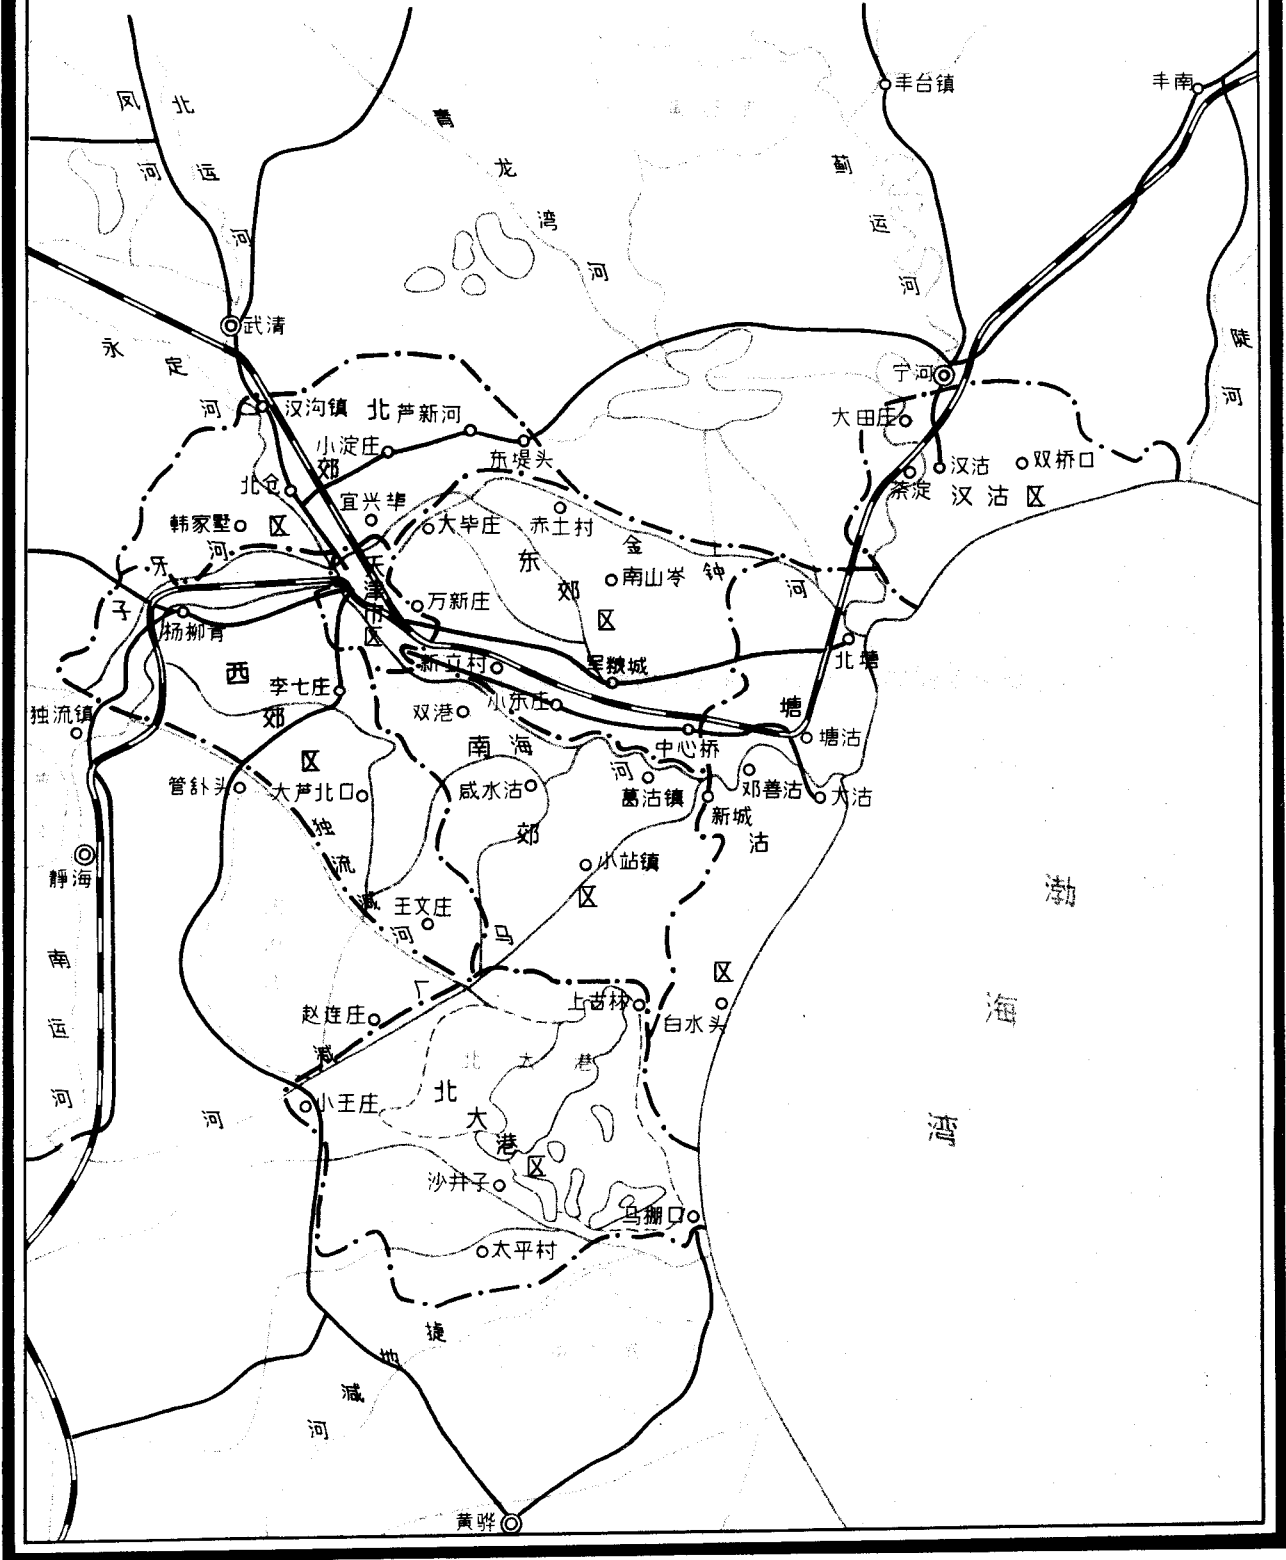 丰台镇
丰南
凤河
北运河
青龙湾河
蓟运河
武清
永定河
陡河
宁河
汉沟镇
芦新河
大田庄
小淀庄
东堤头
汉沽
双桥口
茶淀
汉沽区
北仓
北郊区
宜兴埠
韩家墅
大毕庄
赤土村
金钟河
东郊区
南山岺
子牙河
天津市区
万新庄
杨柳青
新立村
军粮城
北塘
西郊区
李七庄
双港
小东庄
独流镇
塘沽区
塘沽
中心桥
南郊区
海河
管舒头
大芦北口
咸水沽
葛沽镇
邓善沽
大沽
新城
静海
独流减河
小站镇
王文庄
渤海湾
马厂减河
上古林
白水头
赵连庄
南运河
北大港
北大港区
小王庄
河
沙井子
马棚口
太平村
捷地减河
黄骅